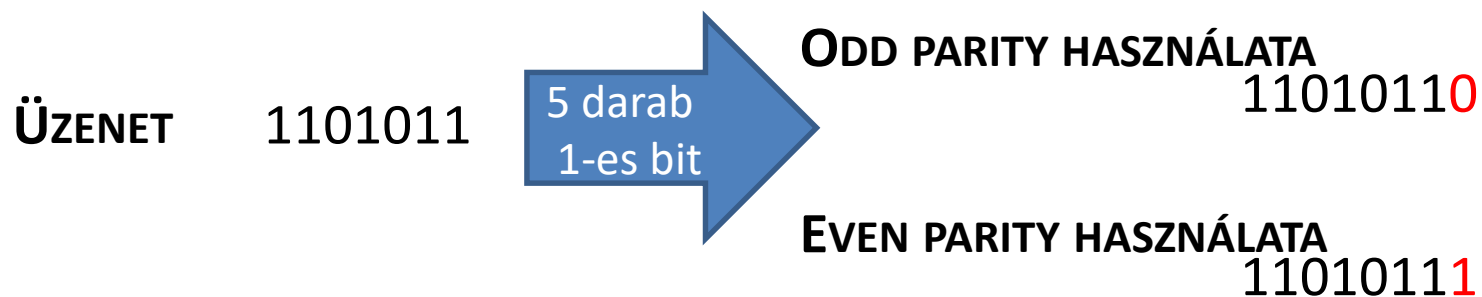 ÜZENET 1101011
5 darab
1-es bit
ODD PARITY HASZNÁLATA
11010110
EVEN PARITY HASZNÁLATA
11010111